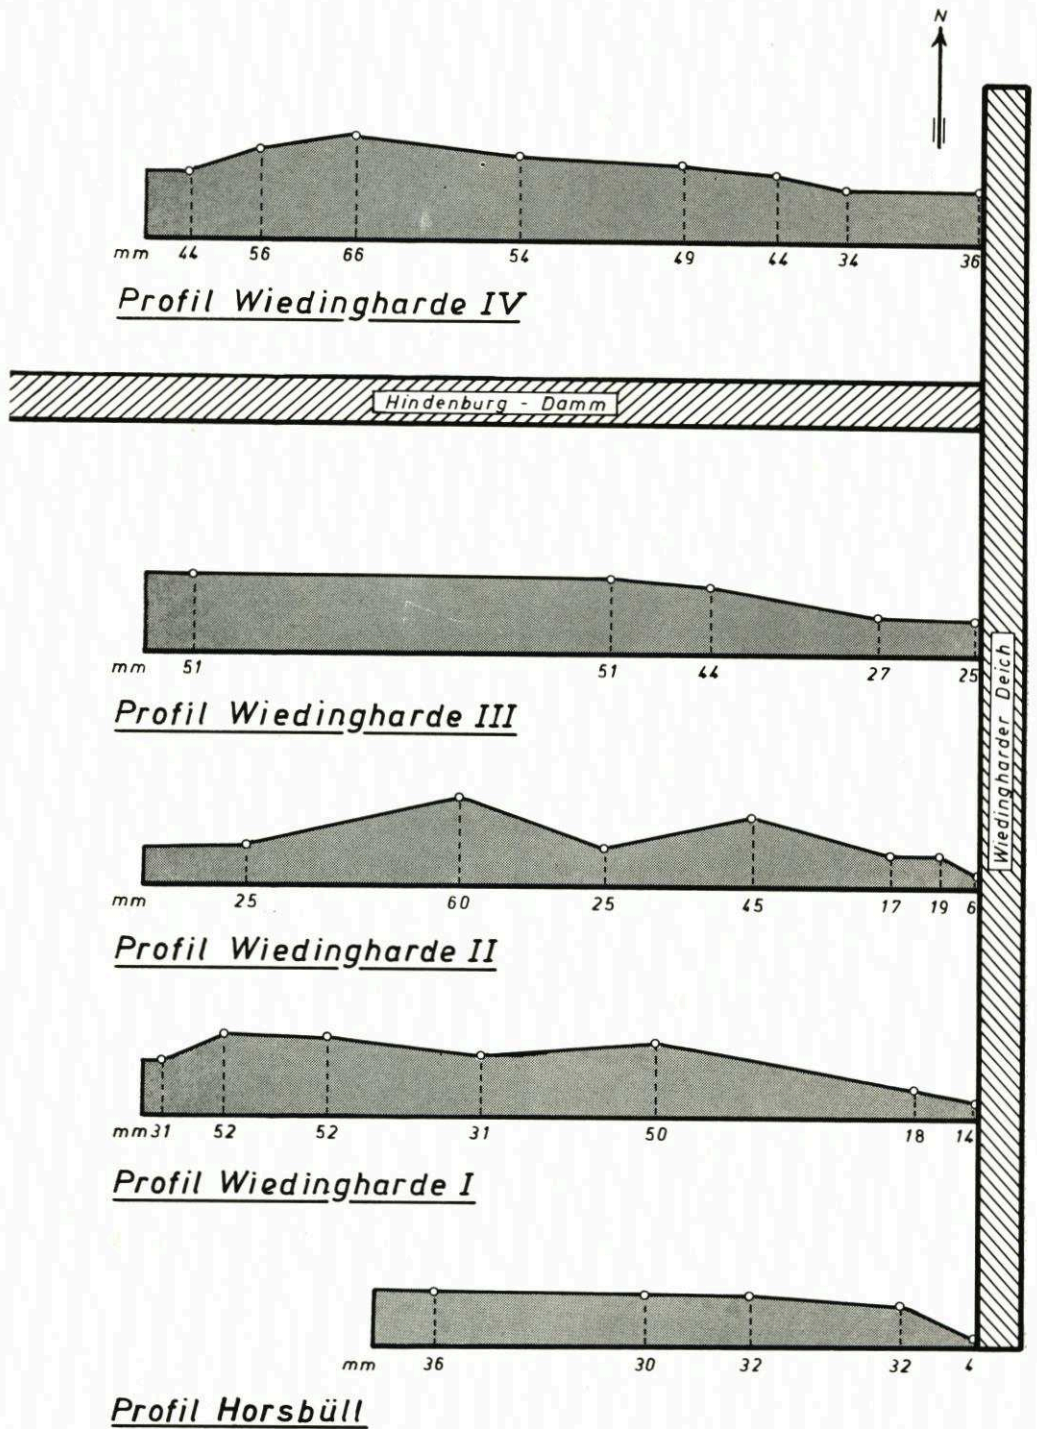 N
mm 44 56 66 54 49 44 34 36
Profil Wiedingharde IV
Hindenburg - Damm
mm 51 51 44 27 25
Profil Wiedingharde III
Wiedingharder Deich
mm 25 60 25 45 17 19 6
Profil Wiedingharde II
mm 31 52 52 31 50 18 14
Profil Wiedingharde I
mm 36 30 32 32 4
Profil Horsbüll